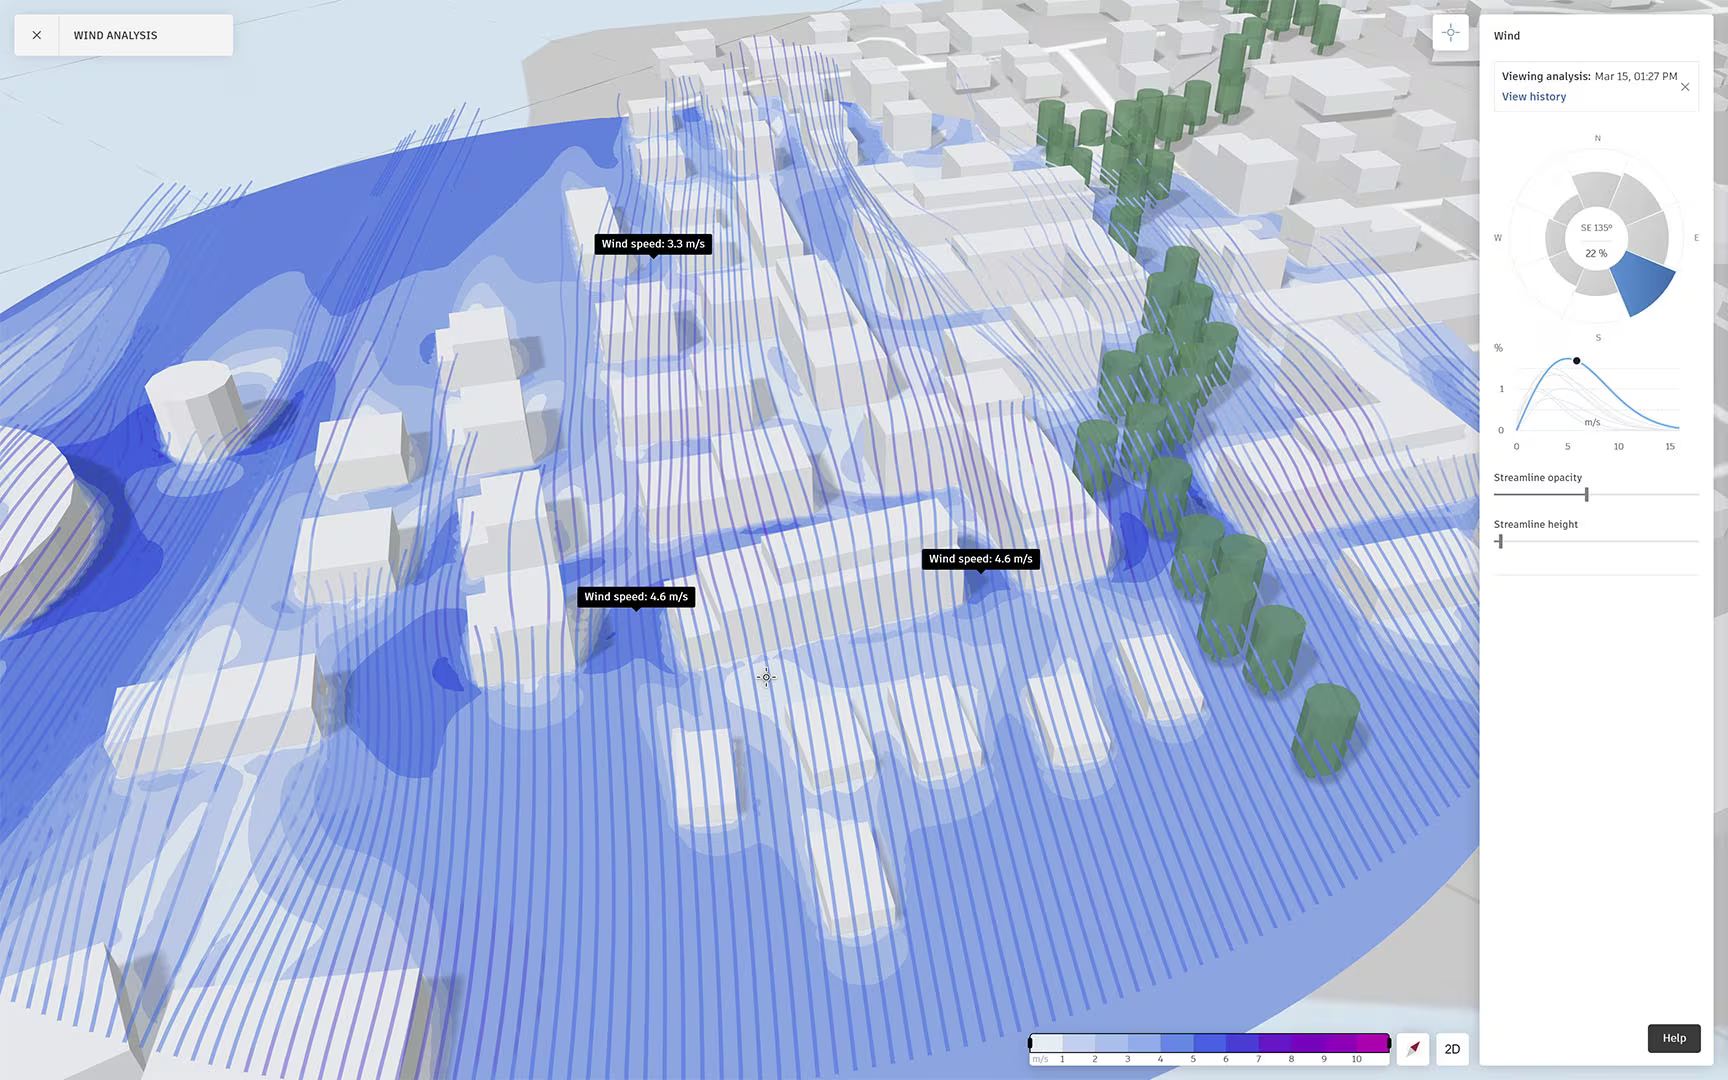 WIND ANALYSIS
Wind
Viewing analysis: Mar 15, 01:27 PM
View history
N
W
E
SE 135º
22 %
S
%
1
0
m/s
0 5 10 15
Streamline opacity
Streamline height
Wind speed: 3.3 m/s
Wind speed: 4.6 m/s
Wind speed: 4.6 m/s
m/s 1 2 3 4 5 6 7 8 9 10
2D
Help